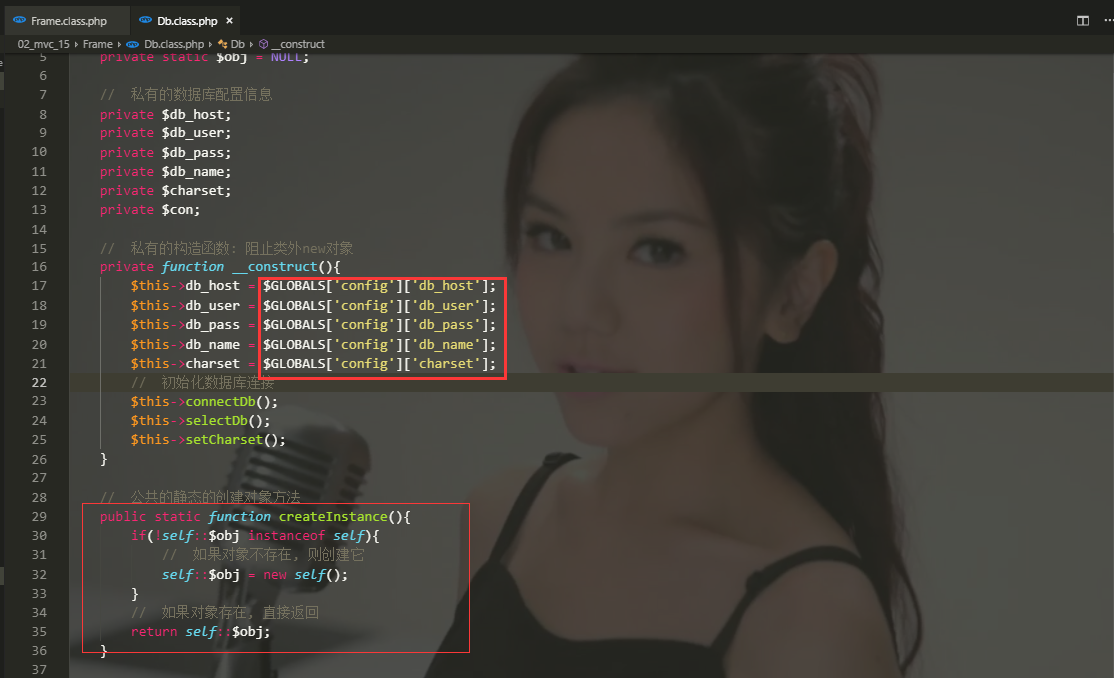 Frame.class.php Db.class.php ×
02_mvc_15 › Frame › Db.class.php › Db › __construct
5 private static $obj = NULL;
6
7 // 私有的数据库配置信息
8 private $db_host;
9 private $db_user;
10 private $db_pass;
11 private $db_name;
12 private $charset;
13 private $con;
14
15 // 私有的构造函数: 阻止类外new对象
16 private function __construct(){
17 $this->db_host = $GLOBALS['config']['db_host'];
18 $this->db_user = $GLOBALS['config']['db_user'];
19 $this->db_pass = $GLOBALS['config']['db_pass'];
20 $this->db_name = $GLOBALS['config']['db_name'];
21 $this->charset = $GLOBALS['config']['charset'];
22 // 初始化数据库连接
23 $this->connectDb();
24 $this->selectDb();
25 $this->setCharset();
26 }
27
28 // 公共的静态的创建对象方法
29 public static function createInstance(){
30 if(!self::$obj instanceof self){
31 // 如果对象不存在, 则创建它
32 self::$obj = new self();
33 }
34 // 如果对象存在, 直接返回
35 return self::$obj;
36 }
37